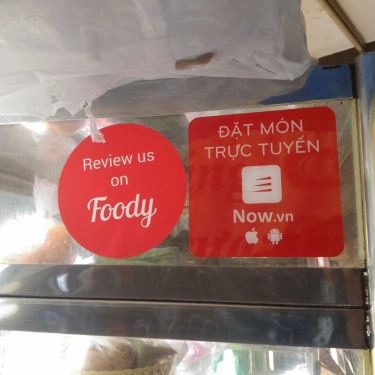 Review us
on
Foody
ĐẶT MÓN
TRỰC TUYẾN
Now.vn